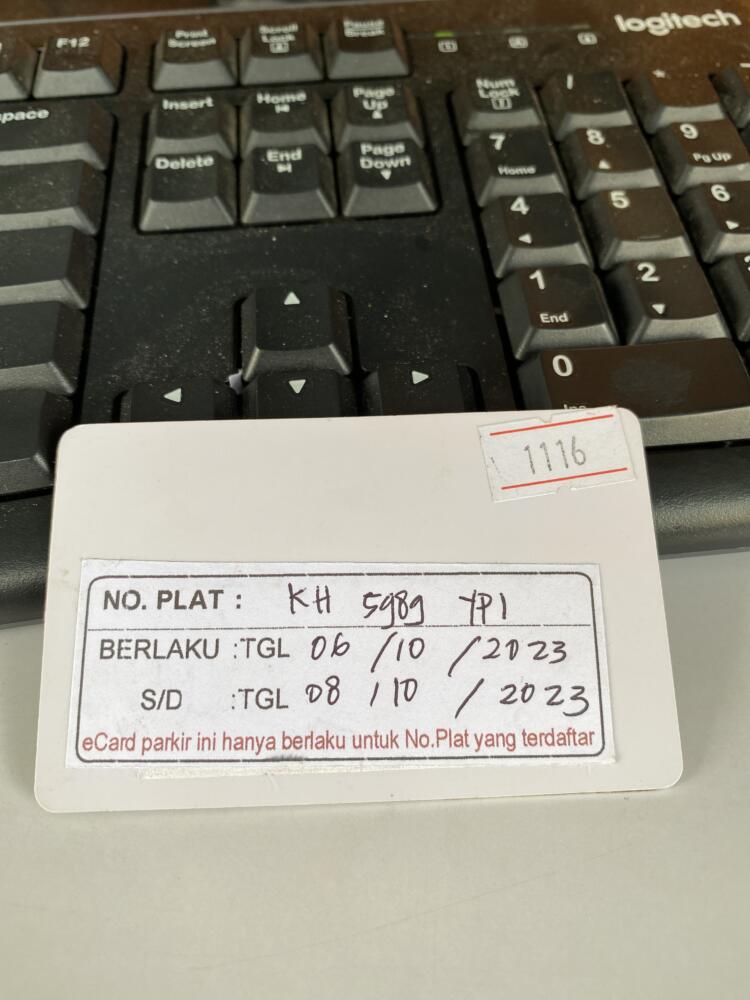 logitech
F12
Print Screen
Scroll Lock
Pause Break
space
Insert
Home
Page Up
Num Lock
/
*
7 Home
8
9 Pg Up
Delete
End
Page Down
4
5
6
1 End
2
0
1116
NO. PLAT : KH 5989 YP1
BERLAKU :TGL 06 /10 /2023
S/D :TGL 08 /10 /2023
eCard parkir ini hanya berlaku untuk No.Plat yang terdaftar